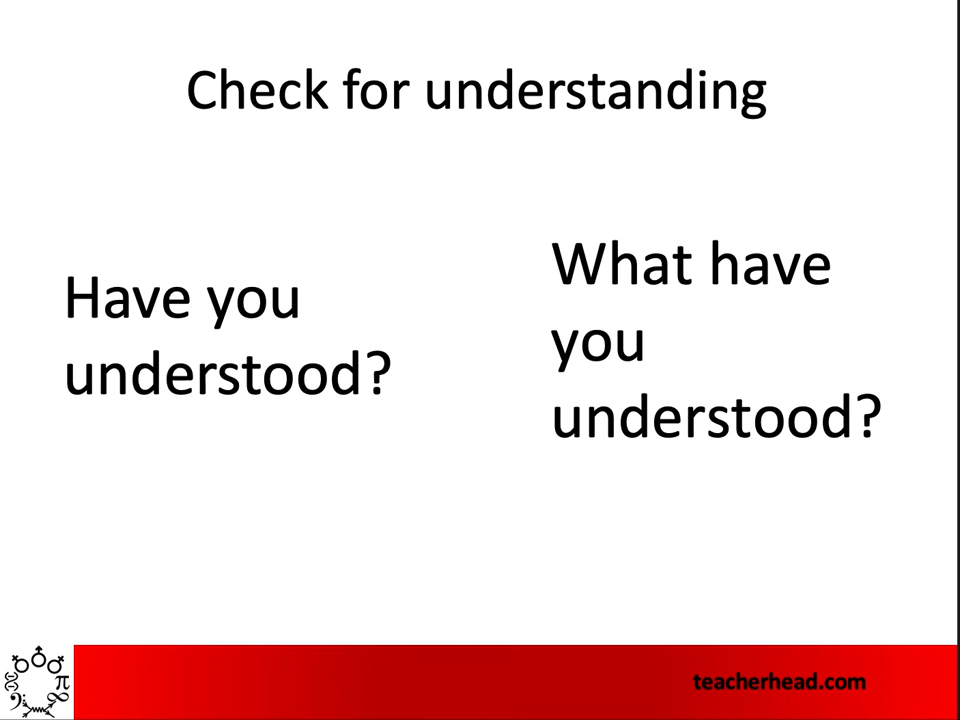 Check for understanding
Have you
understood?
What have
you
understood?
teacherhead.com